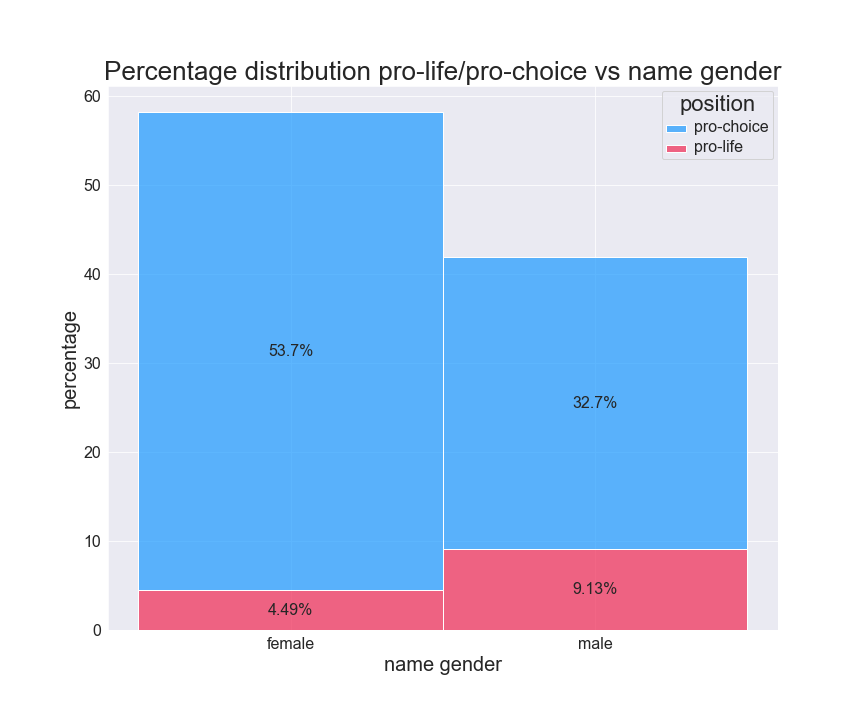 Percentage distribution pro-life/pro-choice vs name gender
position
pro-choice
pro-life
60
50
40
30
20
10
0
percentage
53.7%
32.7%
4.49%
9.13%
female
male
name gender